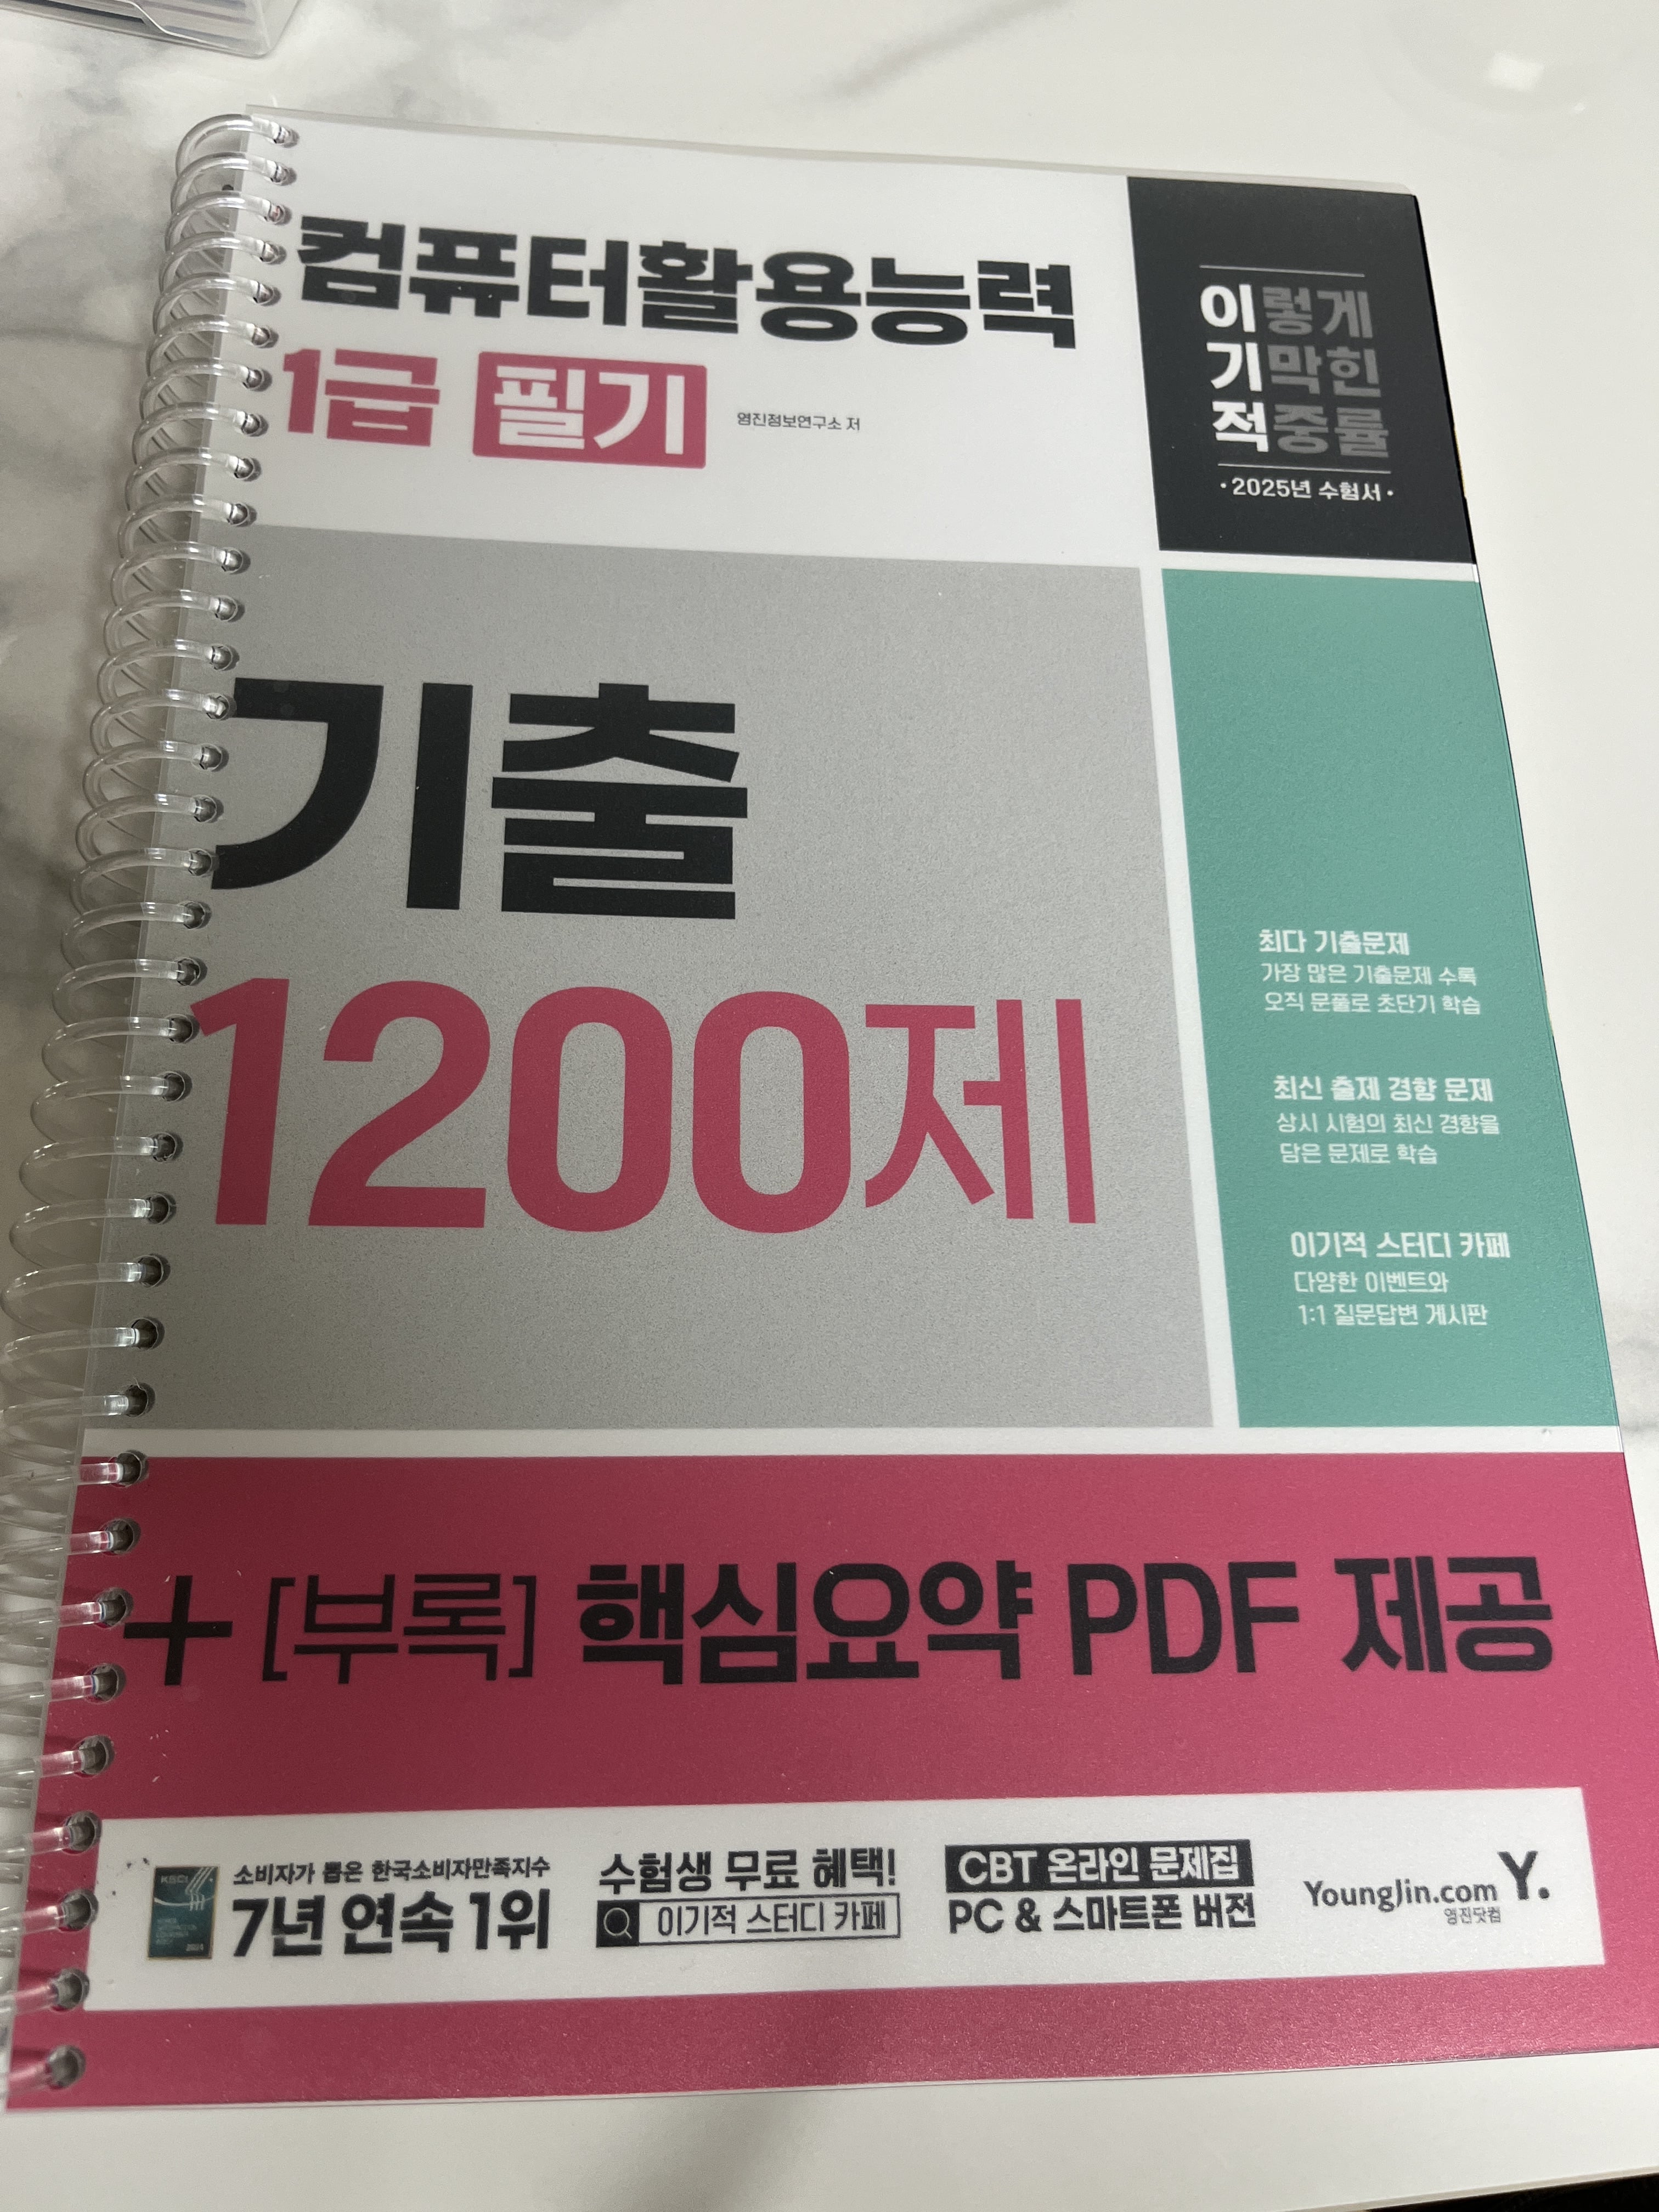 컴퓨터활용능력
1급 필기 영진정보연구소 저
이렇게
기막힌
적중률
·2025년 수험서·
기출
1200제
최다 기출문제
가장 많은 기출문제 수록
오직 문풀로 초단기 학습
최신 출제 경향 문제
상시 시험의 최신 경향을
담은 문제로 학습
이기적 스터디 카페
다양한 이벤트와
1:1 질문답변 게시판
+ [부록] 핵심요약 PDF 제공
KSCI
소비자가 뽑은 한국소비자만족지수
7년 연속 1위
수험생 무료 혜택!
이기적 스터디 카페
CBT 온라인 문제집
PC & 스마트폰 버전
YoungJin.com Y.
영진닷컴